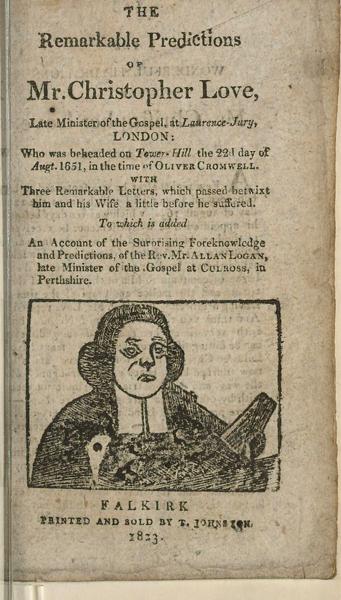 THE
Remarkable Predictions
OF
Mr. Christopher Love,
Late Minister of the Gospel, at Laurence-Jury,
LONDON:
Who was beheaded on Tower-Hill the 22d day of
Augt. 1651, in the time of OLIVER CROMWELL.
WITH
Three Remarkable Letters, which passed betwixt
him and his Wife a little before he suffered.
To which is added
An Account of the Surprising Foreknowledge
and Predictions, of the Rev. Mr. ALLAN LOGAN,
late Minister of the Gospel at CULROSS, in
Perthshire.
FALKIRK
PRINTED AND SOLD BY T. JOHNSTON.
1823.